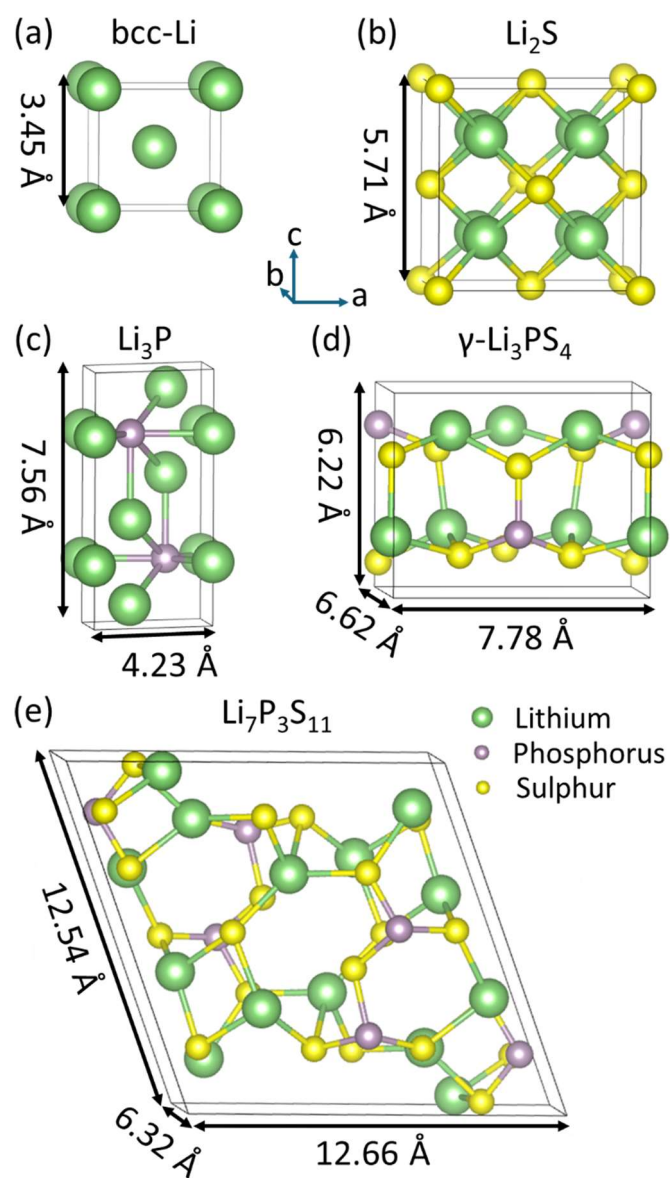 (a) bcc-Li
3.45 Å
(b) Li₂S
5.71 Å
c
b
a
(c) Li₃P
7.56 Å
4.23 Å
(d) γ-Li₃PS₄
6.22 Å
6.62 Å
7.78 Å
(e) Li₇P₃S₁₁
Lithium
Phosphorus
Sulphur
12.54 Å
6.32 Å
12.66 Å